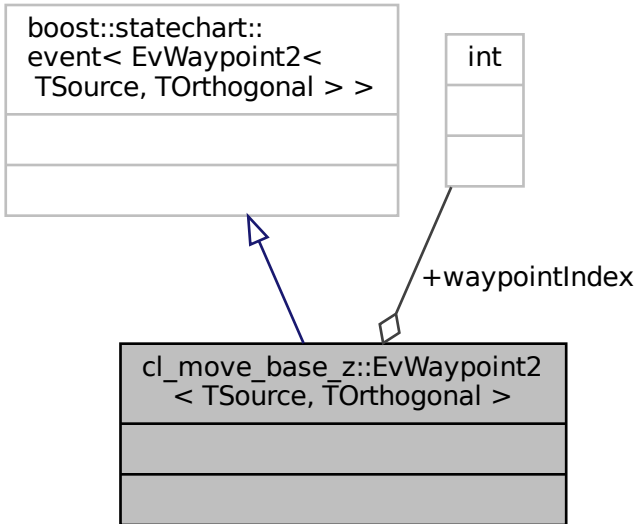 boost::statechart::
event< EvWaypoint2<
TSource, TOrthogonal > >
int
+waypointIndex
cl_move_base_z::EvWaypoint2
< TSource, TOrthogonal >